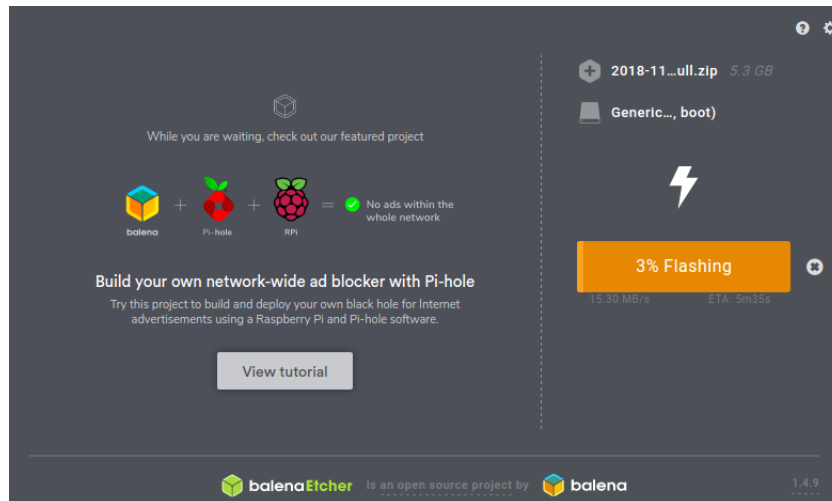 While you are waiting, check out our featured project
balena + Pi-hole + RPi = No ads within the
whole network
Build your own network-wide ad blocker with Pi-hole
Try this project to build and deploy your own black hole for Internet
advertisements using a Raspberry Pi and Pi-hole software.
View tutorial
2018-11...ull.zip 5.3 GB
Generic..., boot)
3% Flashing
15.30 MB/s ETA: 5m35s
balenaEtcher is an open source project by balena
1.4.9